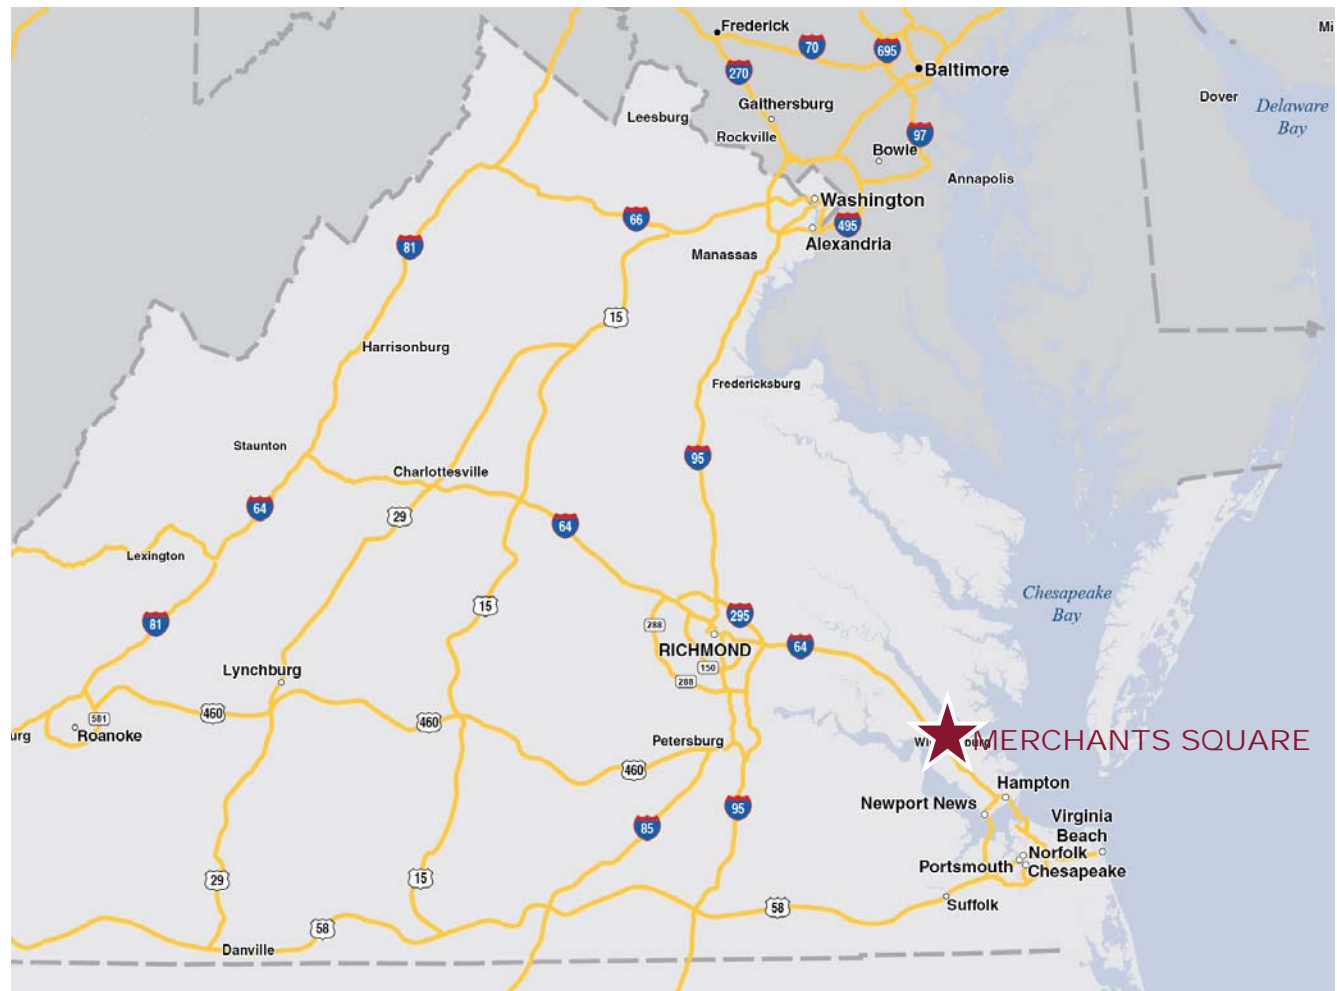 Frederick
70
695
Mi
270
Baltimore
Gaithersburg
Dover
Delaware
Bay
Leesburg
Rockville
97
Bowie
Annapolis
Washington
66
495
81
Alexandria
Manassas
15
Harrisonburg
Fredericksburg
Staunton
95
Charlottesville
64
29
64
Lexington
Chesapeake
Bay
15
295
81
288
RICHMOND
64
150
Lynchburg
288
460
460
581
urg
Roanoke
Petersburg
MERCHANTS SQUARE
460
Hampton
Newport News
95
Virginia
Beach
85
Norfolk
Portsmouth
Chesapeake
29
15
Suffolk
58
58
Danville